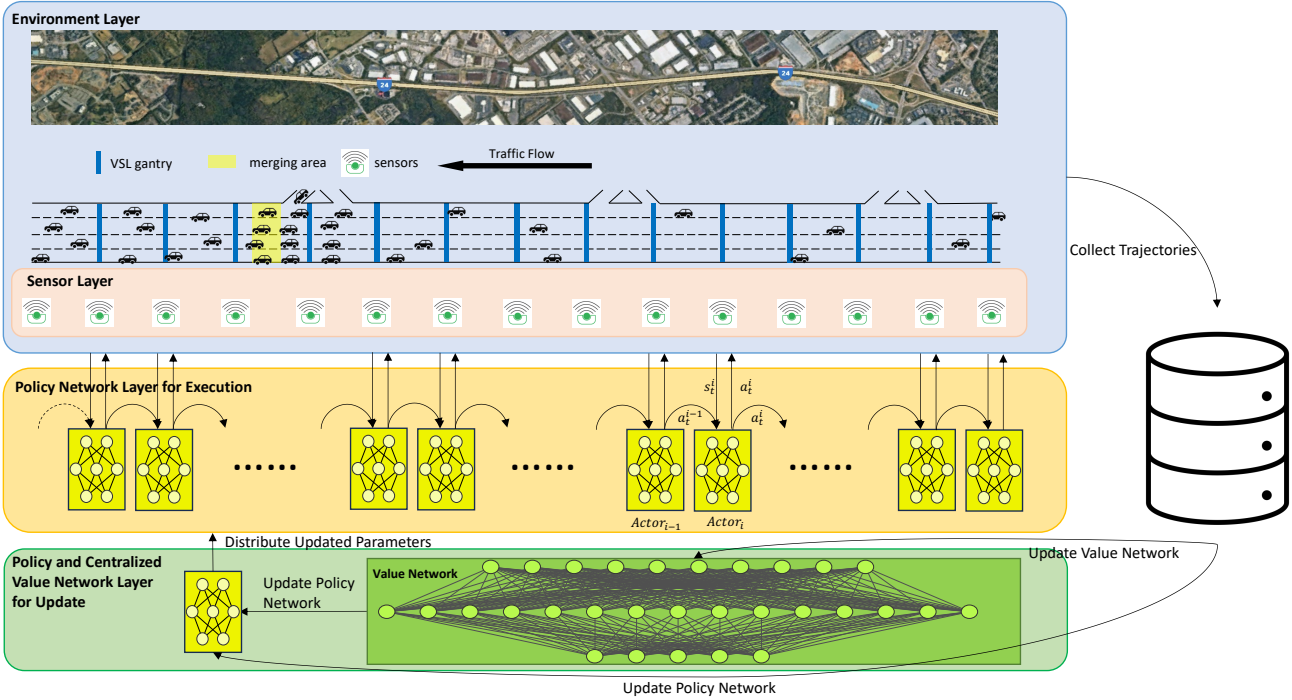 Environment Layer
24
24
VSL gantry
merging area
sensors
Traffic Flow
Collect Trajectories
Sensor Layer
Policy Network Layer for Execution
$s_t^i$
$a_t^i$
$a_t^{i-1}$
$a_t^i$
$Actor_{i-1}$
$Actor_i$
Distribute Updated Parameters
Policy and Centralized
Value Network Layer
for Update
Update Policy
Network
Value Network
Update Value Network
Update Policy Network